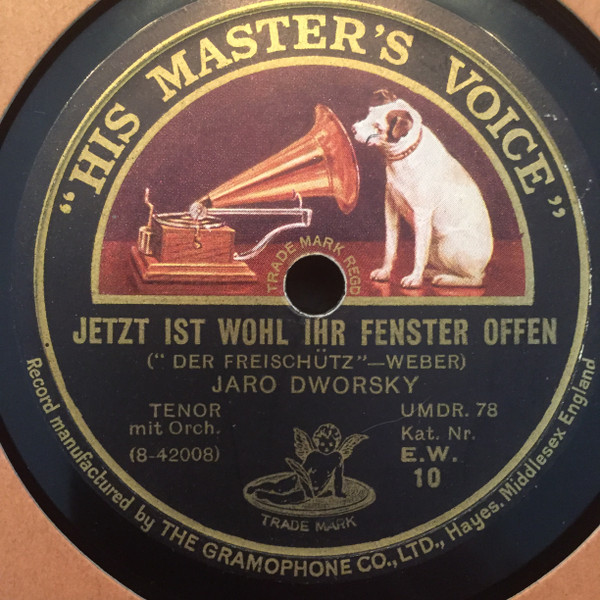 "HIS MASTER'S VOICE"
TRADE MARK REGD
JETZT IST WOHL IHR FENSTER OFFEN
(" DER FREISCHÜTZ"—WEBER)
JARO DWORSKY
TENOR
mit Orch.
(8-42008)
UMDR. 78
Kat. Nr.
E.W.
10
TRADE MARK
Record manufactured by THE GRAMOPHONE CO., LTD., Hayes, Middlesex England